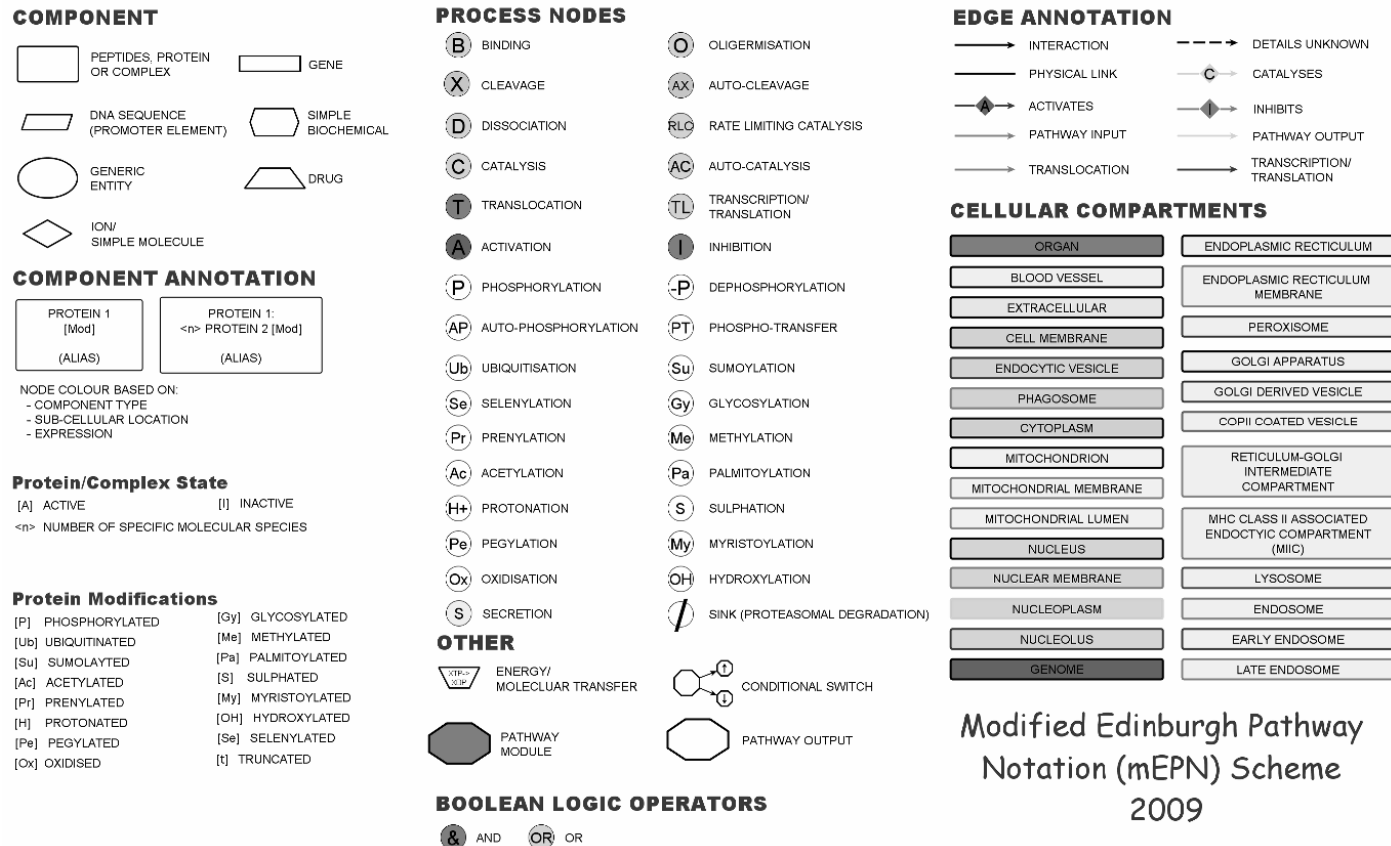 COMPONENT
PEPTIDES, PROTEIN
OR COMPLEX
GENE
DNA SEQUENCE
(PROMOTER ELEMENT)
SIMPLE
BIOCHEMICAL
GENERIC
ENTITY
DRUG
ION/
SIMPLE MOLECULE
COMPONENT ANNOTATION
PROTEIN 1
[Mod]
(ALIAS)
PROTEIN 1:
<n> PROTEIN 2 [Mod]
(ALIAS)
NODE COLOUR BASED ON:
- COMPONENT TYPE
- SUB-CELLULAR LOCATION
- EXPRESSION
Protein/Complex State
[A] ACTIVE
[I] INACTIVE
<n> NUMBER OF SPECIFIC MOLECULAR SPECIES
Protein Modifications
[P] PHOSPHORYLATED
[Ub] UBIQUITINATED
[Su] SUMOLAYTED
[Ac] ACETYLATED
[Pr] PRENYLATED
[H] PROTONATED
[Pe] PEGYLATED
[Ox] OXIDISED
[Gy] GLYCOSYLATED
[Me] METHYLATED
[Pa] PALMITOYLATED
[S] SULPHATED
[My] MYRISTOYLATED
[OH] HYDROXYLATED
[Se] SELENYLATED
[t] TRUNCATED
PROCESS NODES
B BINDING
O OLIGERMISATION
X CLEAVAGE
AX AUTO-CLEAVAGE
D DISSOCIATION
RLC RATE LIMITING CATALYSIS
C CATALYSIS
AC AUTO-CATALYSIS
T TRANSLOCATION
TL TRANSCRIPTION/
TRANSLATION
A ACTIVATION
I INHIBITION
P PHOSPHORYLATION
-P DEPHOSPHORYLATION
AP AUTO-PHOSPHORYLATION
PT PHOSPHO-TRANSFER
Ub UBIQUITISATION
Su SUMOYLATION
Se SELENYLATION
Gy GLYCOSYLATION
Pr PRENYLATION
Me METHYLATION
Ac ACETYLATION
Pa PALMITOYLATION
H+ PROTONATION
S SULPHATION
Pe PEGYLATION
My MYRISTOYLATION
Ox OXIDISATION
OH HYDROXYLATION
S SECRETION
SINK (PROTEASOMAL DEGRADATION)
OTHER
XTP->
XDP
ENERGY/
MOLECLUAR TRANSFER
CONDITIONAL SWITCH
PATHWAY
MODULE
PATHWAY OUTPUT
BOOLEAN LOGIC OPERATORS
& AND
OR OR
EDGE ANNOTATION
INTERACTION
DETAILS UNKNOWN
PHYSICAL LINK
C CATALYSES
A ACTIVATES
I INHIBITS
PATHWAY INPUT
PATHWAY OUTPUT
TRANSLOCATION
TRANSCRIPTION/
TRANSLATION
CELLULAR COMPARTMENTS
ORGAN
BLOOD VESSEL
EXTRACELLULAR
CELL MEMBRANE
ENDOCYTIC VESICLE
PHAGOSOME
CYTOPLASM
MITOCHONDRION
MITOCHONDRIAL MEMBRANE
MITOCHONDRIAL LUMEN
NUCLEUS
NUCLEAR MEMBRANE
NUCLEOPLASM
NUCLEOLUS
GENOME
ENDOPLASMIC RECTICULUM
ENDOPLASMIC RECTICULUM
MEMBRANE
PEROXISOME
GOLGI APPARATUS
GOLGI DERIVED VESICLE
COPII COATED VESICLE
RETICULUM-GOLGI
INTERMEDIATE
COMPARTMENT
MHC CLASS II ASSOCIATED
ENDOCTYIC COMPARTMENT
(MIIC)
LYSOSOME
ENDOSOME
EARLY ENDOSOME
LATE ENDOSOME
Modified Edinburgh Pathway
Notation (mEPN) Scheme
2009